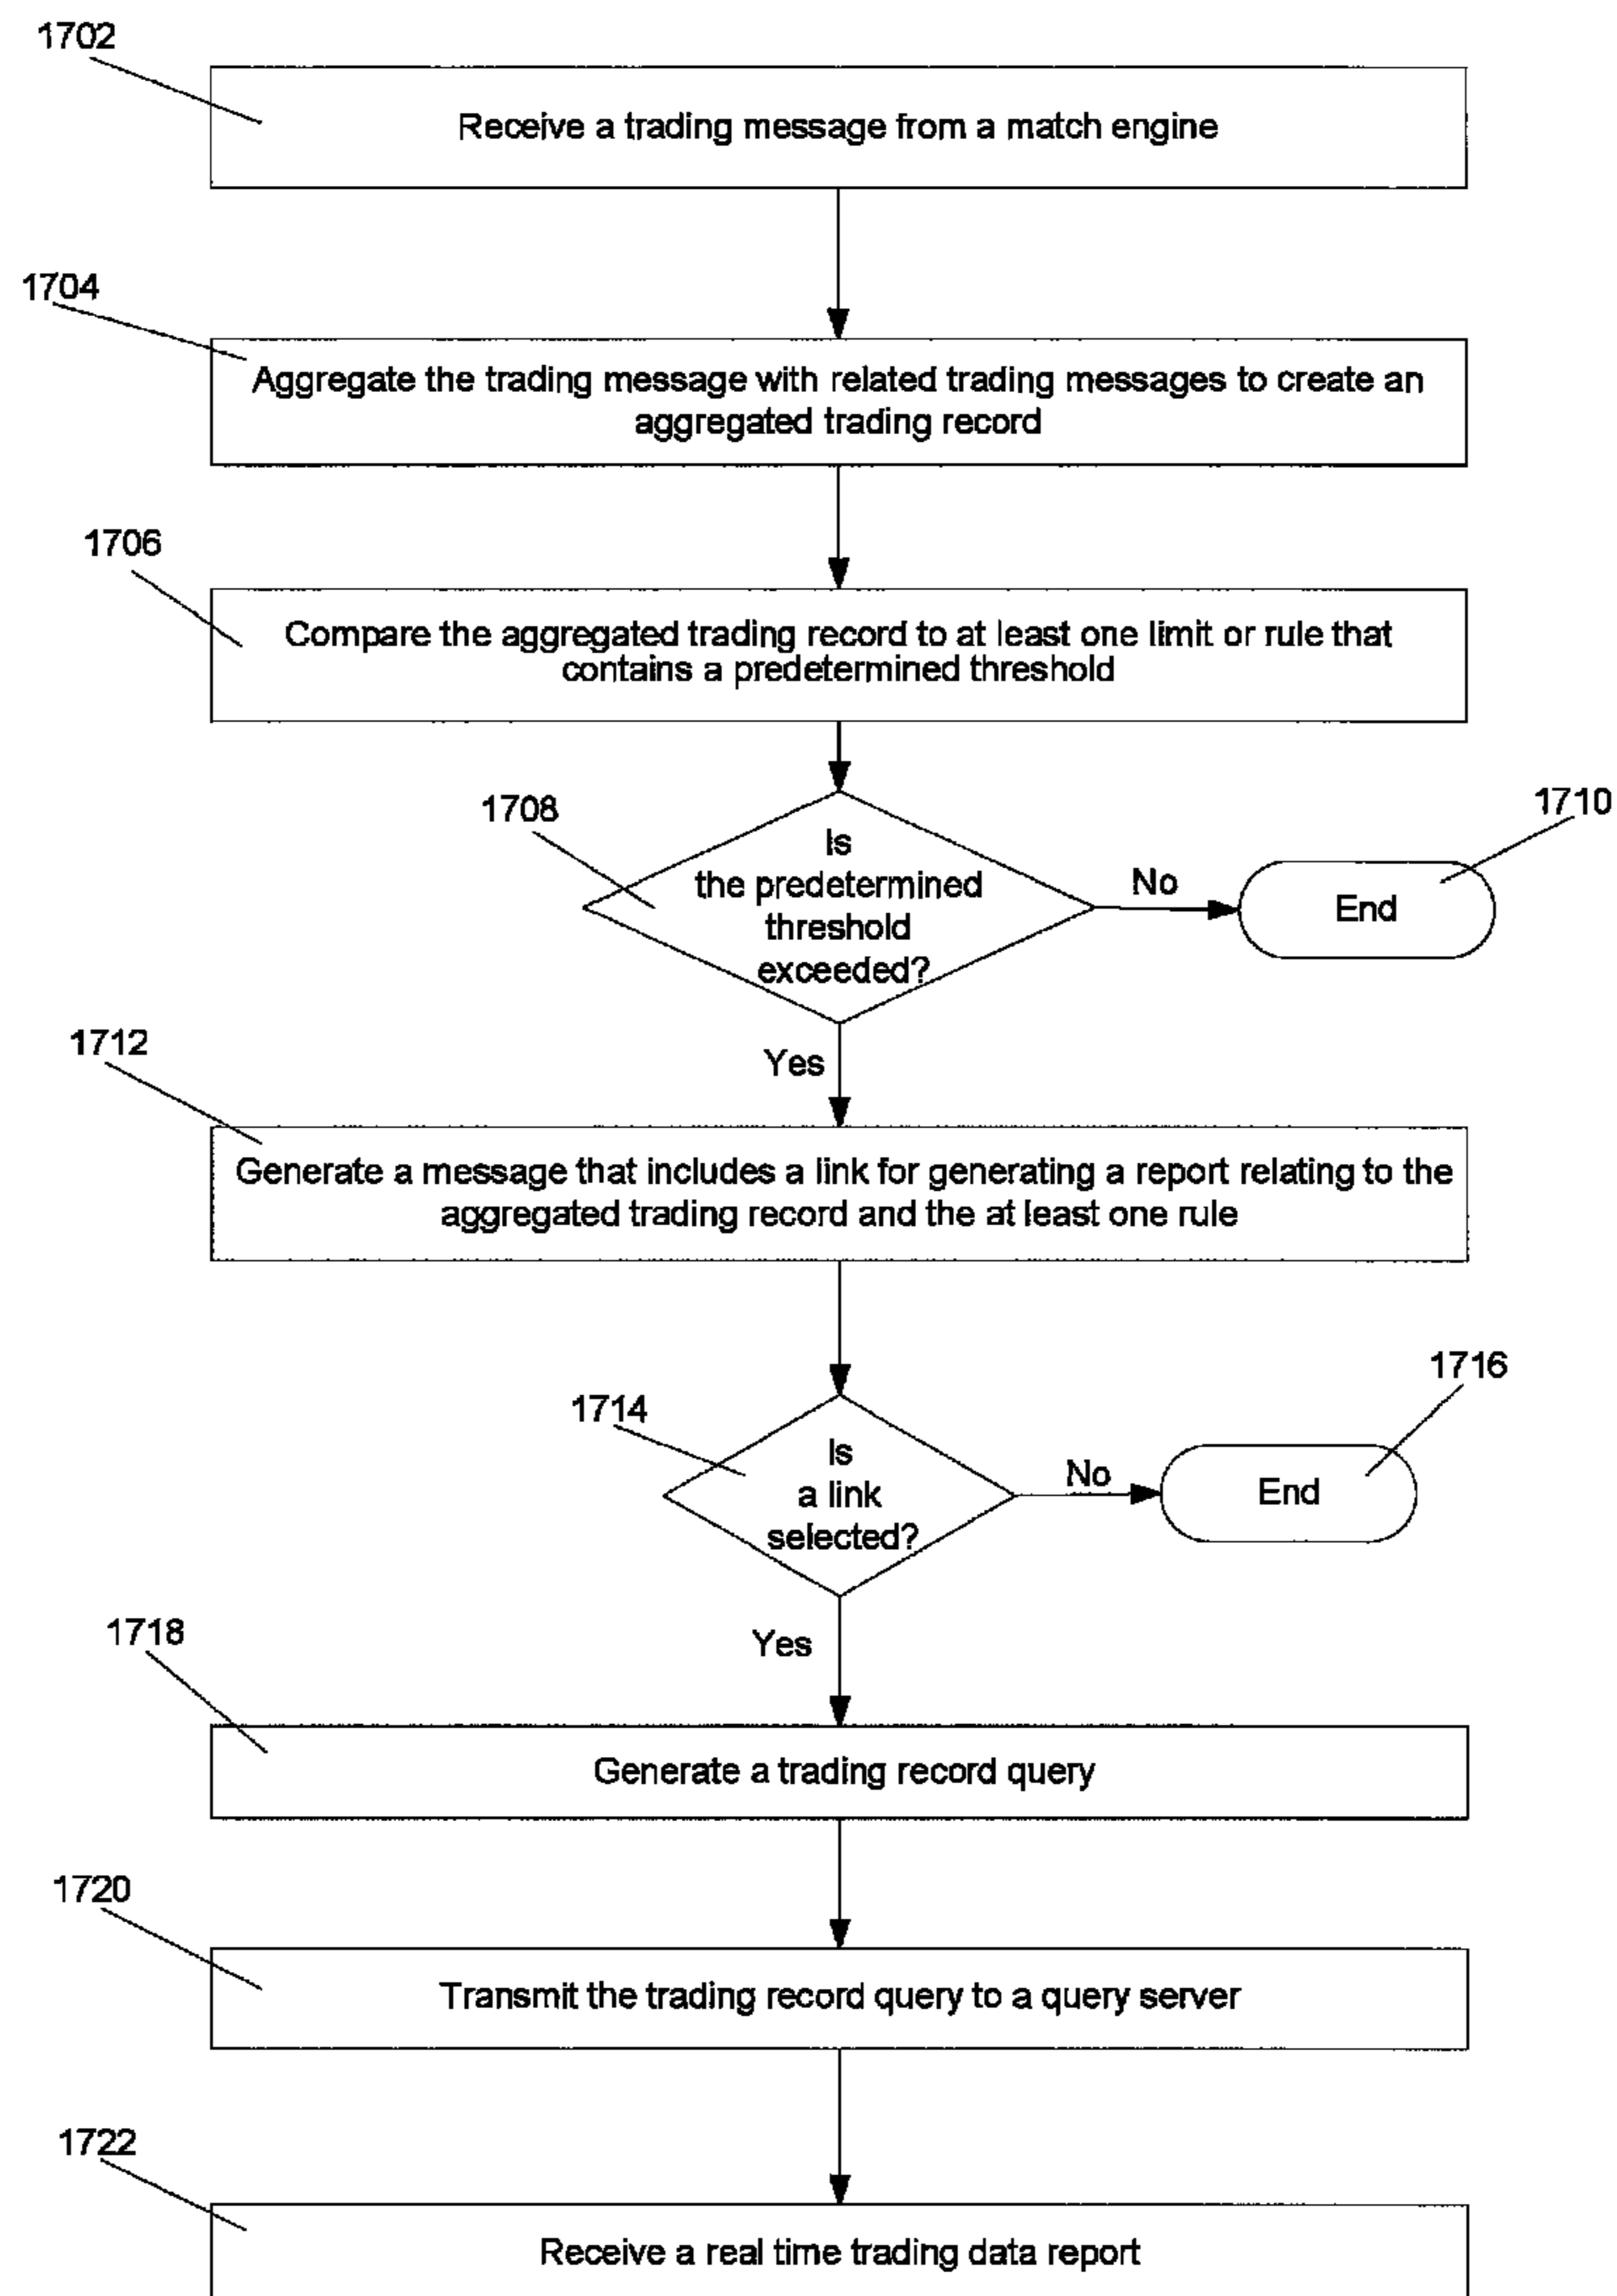 1702
Receive a trading message from a match engine
1704
Aggregate the trading message with related trading messages to create an
aggregated trading record
1706
Compare the aggregated trading record to at least one limit or rule that
contains a predetermined threshold
1708
Is
the predetermined
threshold
exceeded?
No
1710
End
Yes
1712
Generate a message that includes a link for generating a report relating to the
aggregated trading record and the at least one rule
1714
Is
a link
selected?
No
1716
End
Yes
1718
Generate a trading record query
1720
Transmit the trading record query to a query server
1722
Receive a real time trading data report